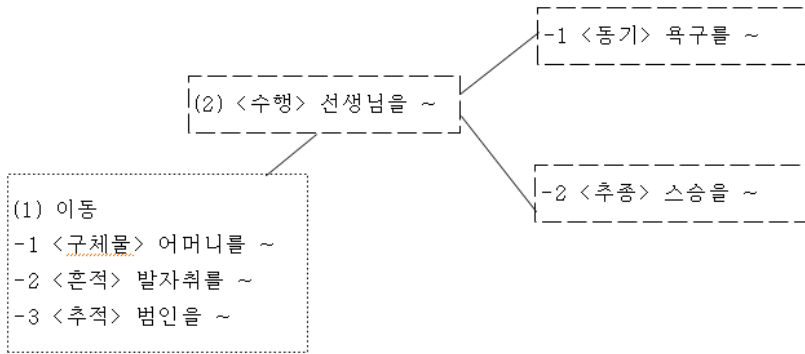 -1 <동기> 욕구를 ~
(2) <수행> 선생님을 ~
-2 <추종> 스승을 ~
(1) 이동
-1 <구체물> 어머니를 ~
-2 <흔적> 발자취를 ~
-3 <추적> 범인을 ~